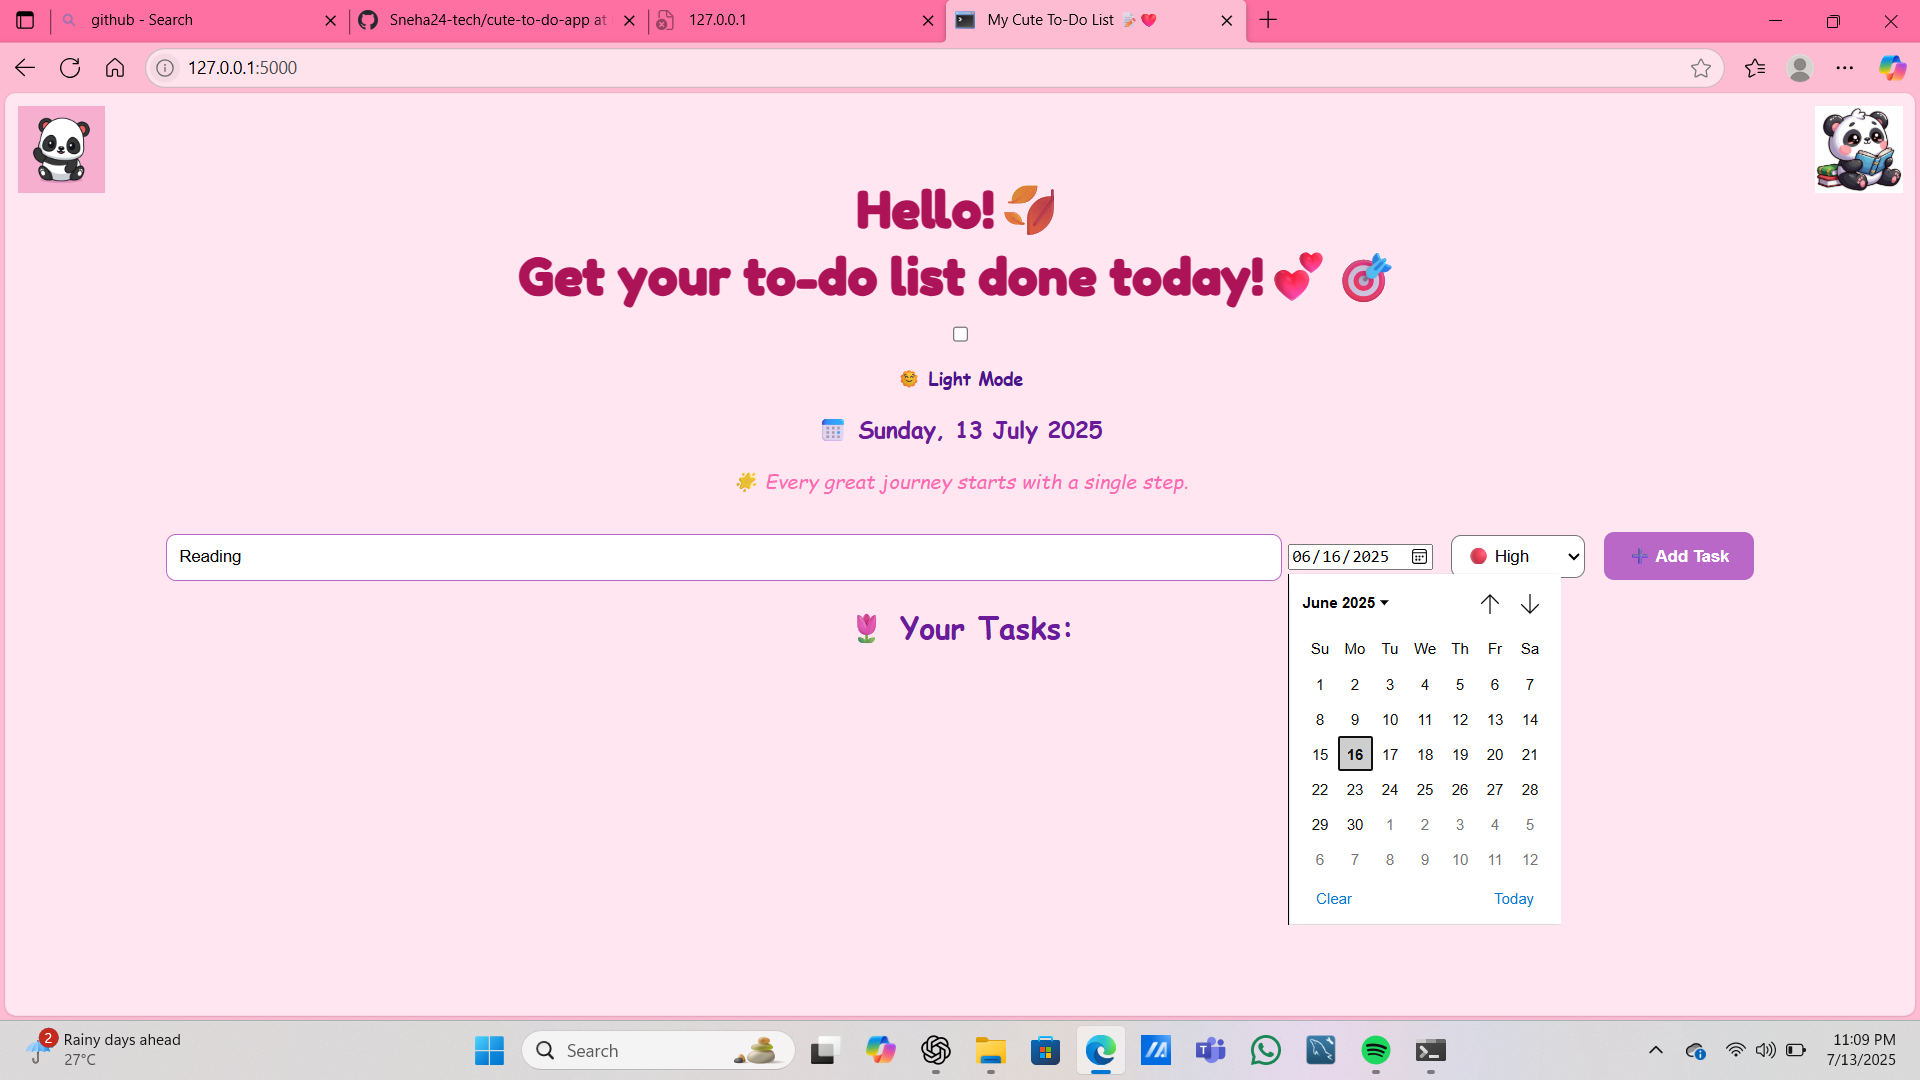 github - Search
Sneha24-tech/cute-to-do-app at
127.0.0.1
My Cute To-Do List
127.0.0.1:5000
Hello!
Get your to-do list done today!
Light Mode
Sunday, 13 July 2025
Every great journey starts with a single step.
Reading
06/16/2025
High
Add Task
Your Tasks:
June 2025
Su Mo Tu We Th Fr Sa
1 2 3 4 5 6 7
8 9 10 11 12 13 14
15 16 17 18 19 20 21
22 23 24 25 26 27 28
29 30 1 2 3 4 5
6 7 8 9 10 11 12
Clear Today
2
Rainy days ahead
27°C
Search
11:09 PM
7/13/2025